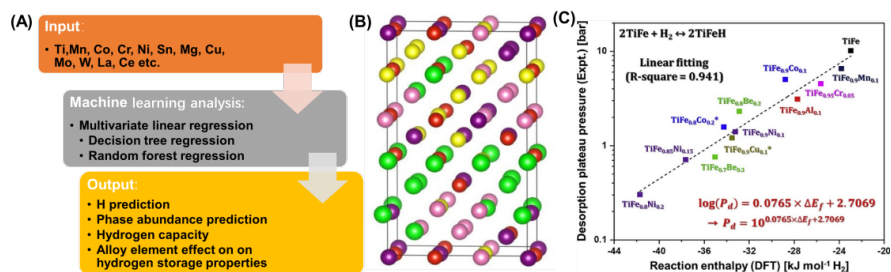 (A)
Input:
• Ti,Mn, Co, Cr, Ni, Sn, Mg, Cu,
Mo, W, La, Ce etc.
Machine learning analysis:
• Multivariate linear regression
• Decision tree regression
• Random forest regression
Output:
• H prediction
• Phase abundance prediction
• Hydrogen capacity
• Alloy element effect on on
hydrogen storage properties
(B)
(C)
Desorption plateau pressure (Expt.) [bar]
10
1
0.1
2TiFe + H₂ ↔ 2TiFeH
Linear fitting
(R-square = 0.941)
TiFe
TiFe₀.₉Co₀.₁
TiFe₀.₉Mn₀.₁
TiFe₀.₉₅Cr₀.₀₅
TiFe₀.₈Be₀.₂
TiFe₀.₉Al₀.₁
TiFe₀.₈Co₀.₂*
TiFe₀.₉Ni₀.₁
TiFe₀.₉Cu₀.₁*
TiFe₀.₈₅Ni₀.₁₅
TiFe₀.₇Be₀.₃
TiFe₀.₈Ni₀.₂
log(P_d) = 0.0765 × ΔE_f + 2.7069
→ P_d = 10^0.0765×ΔE_f+2.7069
-44 -40 -36 -32 -28 -24 -20
Reaction enthalpy (DFT) [kJ mol⁻¹ H₂]